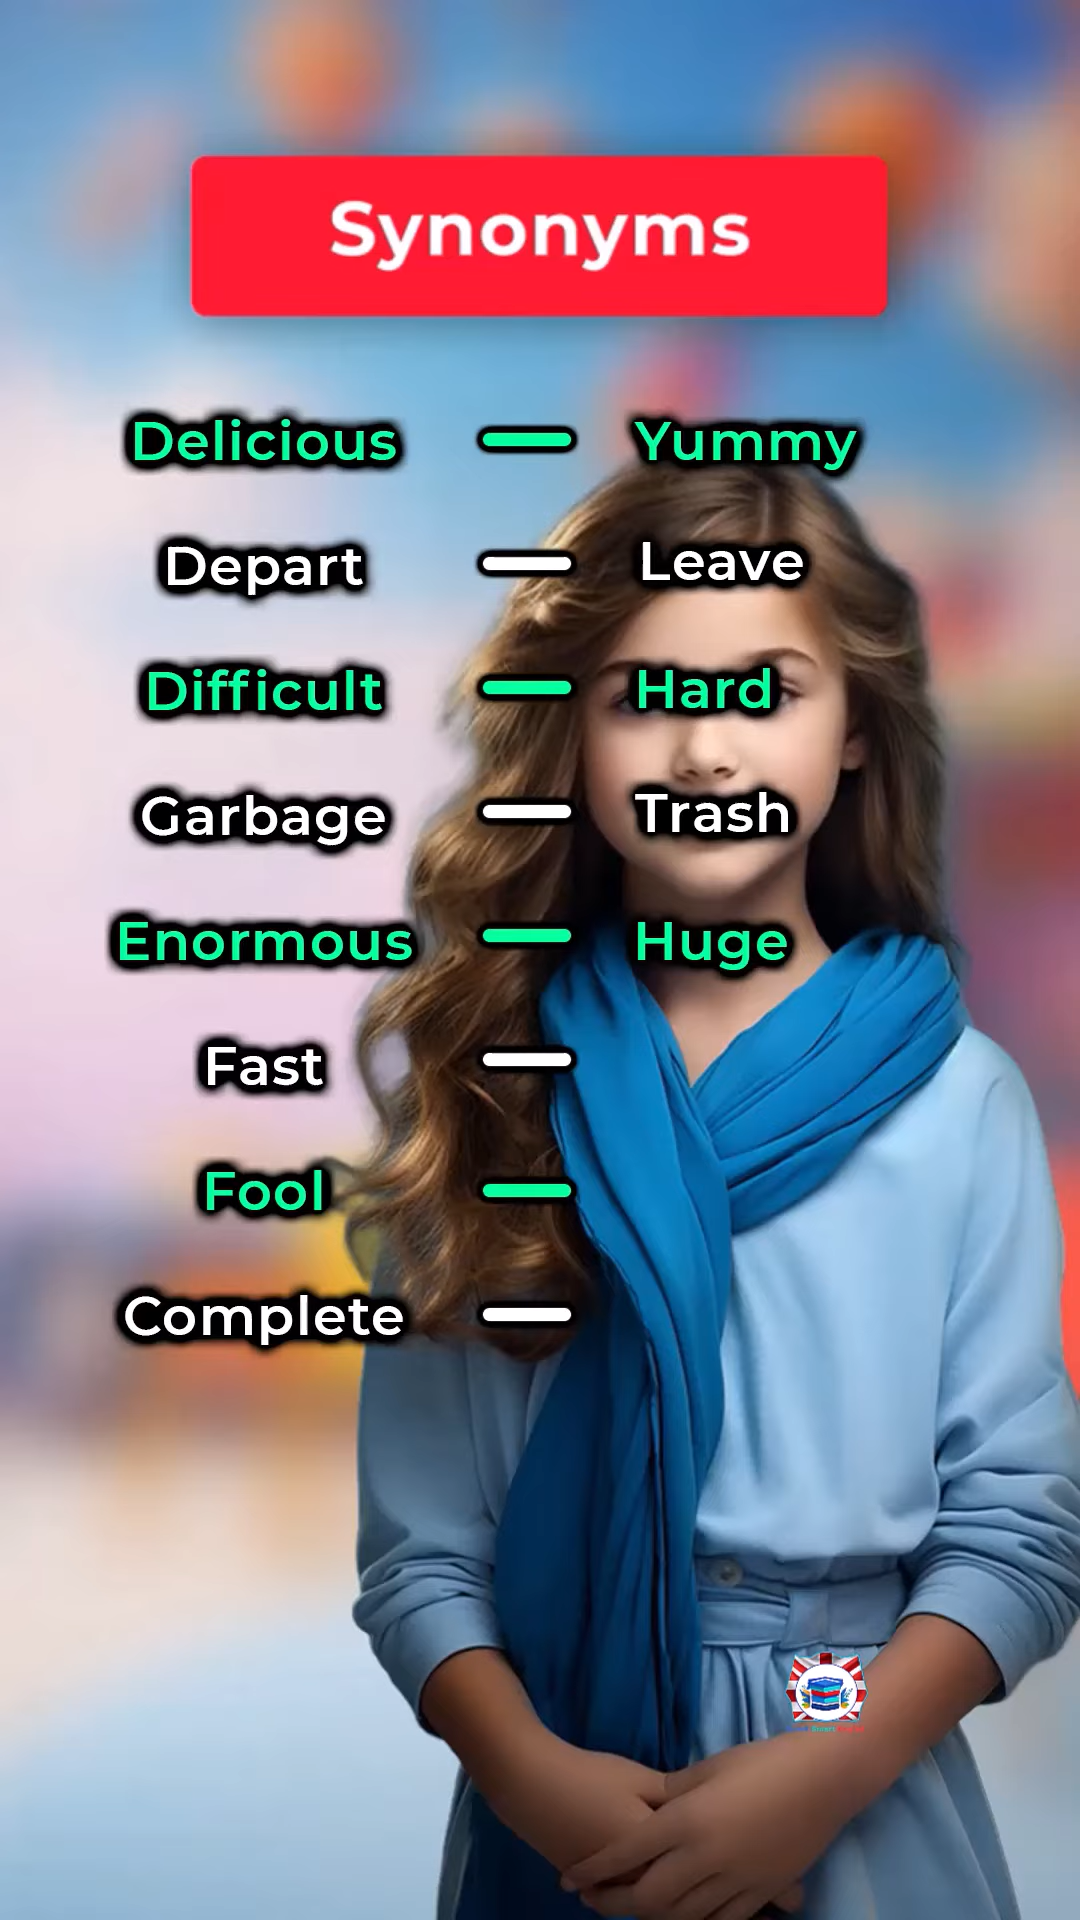 Synonyms
Delicious — Yummy
Depart — Leave
Difficult — Hard
Garbage — Trash
Enormous — Huge
Fast —
Fool —
Complete —